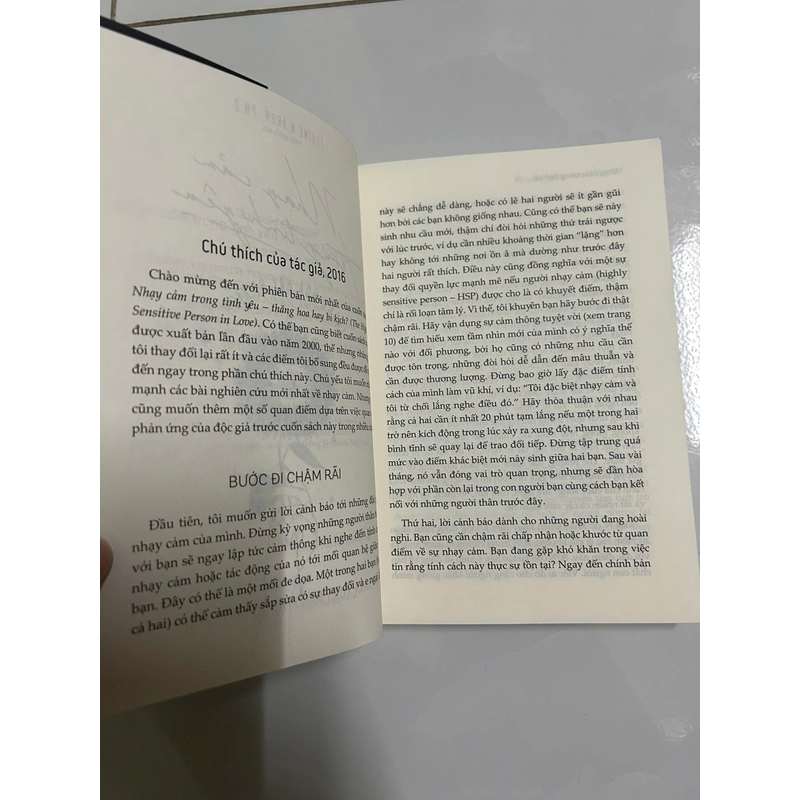 Chú thích của tác giả, 2016
Chào mừng đến với phiên bản mới nhất của cuốn
Nhạy cảm trong tình yêu – thăng hoa hay bi kịch? (The
Sensitive Person in Love). Có thể bạn cũng biết cuốn sách
được xuất bản lần đầu vào năm 2000, thế nhưng
tôi thay đổi lại rất ít và các điểm tôi bổ sung đều được
đến ngay trong phần chú thích này. Chủ yếu tôi muốn
mạnh các bài nghiên cứu mới nhất về nhạy cảm. Nhưng
cũng muốn thêm một số quan điểm dựa trên việc quan
phản ứng của độc giả trước cuốn sách này trong nhiều
BƯỚC ĐI CHẬM RÃI
Đầu tiên, tôi muốn gửi lời cảnh báo tới những
nhạy cảm của mình. Đừng kỳ vọng những người thân
với bạn sẽ ngay lập tức cảm thông khi nghe đến tính
nhạy cảm hoặc tác động của nó tới mối quan hệ giữa
bạn. Đây có thể là một mối đe dọa. Một trong hai bạn
cả hai) có thể cảm thấy sắp sửa có sự thay đổi và e ngại
này sẽ chẳng dễ dàng, hoặc có lẽ hai người sẽ ít gần gũi
hơn bởi các bạn không giống nhau. Cũng có thể bạn sẽ nảy
sinh nhu cầu mới, thậm chí đòi hỏi những thứ trái ngược
với lúc trước, ví dụ cần nhiều khoảng thời gian “lặng” hơn
hay không tới những nơi ồn ã mà dường như trước đây
hai người rất thích. Điều này cũng đồng nghĩa với một sự
thay đổi quyền lực mạnh mẽ nếu người nhạy cảm (highly
sensitive person – HSP) được cho là có khuyết điểm, thậm
chí là rối loạn tâm lý. Vì thế, tôi khuyên bạn hãy bước đi thật
chậm rãi. Hãy vận dụng sự cảm thông tuyệt vời (xem trang
10) để tìm hiểu xem tầm nhìn mới của mình có ý nghĩa thế
nào với đối phương, bởi họ cũng có những nhu cầu cần
được tôn trọng, những đòi hỏi dễ dẫn đến mâu thuẫn và
cần được thương lượng. Đừng bao giờ lấy đặc điểm tính
cách của mình làm vũ khí, ví dụ: “Tôi đặc biệt nhạy cảm và
tôi từ chối lắng nghe điều đó.” Hãy thỏa thuận với nhau
rằng cả hai cần ít nhất 20 phút tạm lắng nếu một trong hai
trở nên kích động trong lúc xảy ra xung đột, nhưng sau khi
bình tĩnh sẽ quay lại để trao đổi tiếp. Đừng tập trung quá
mức vào điểm khác biệt mới này sinh giữa hai bạn. Sau vài
tháng, nó vẫn đóng vai trò quan trọng, nhưng sẽ dần hòa
hợp với phần còn lại trong con người bạn cùng cách bạn kết
nối với những người thân trước đây.
Thứ hai, lời cảnh báo dành cho những người đang hoài
nghi. Bạn cũng cần chậm rãi chấp nhận hoặc khước từ quan
điểm về sự nhạy cảm. Bạn đang gặp khó khăn trong việc
tin rằng tính cách này thực sự tồn tại? Ngay đến chính bản